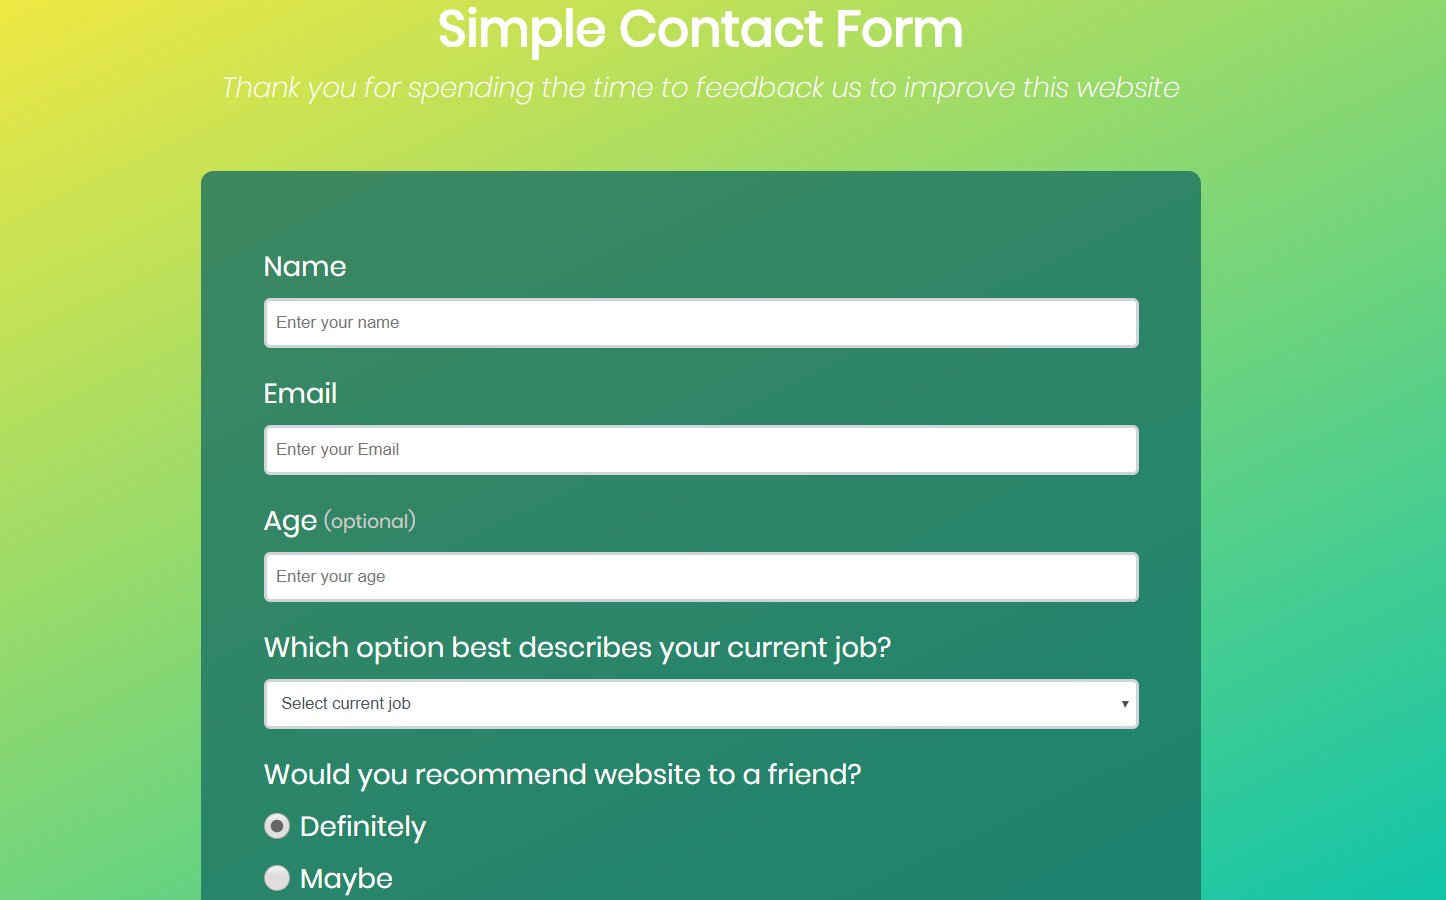 Simple Contact Form
Thank you for spending the time to feedback us to improve this website
Name
Enter your name
Email
Enter your Email
Age (optional)
Enter your age
Which option best describes your current job?
Select current job
Would you recommend website to a friend?
Definitely
Maybe